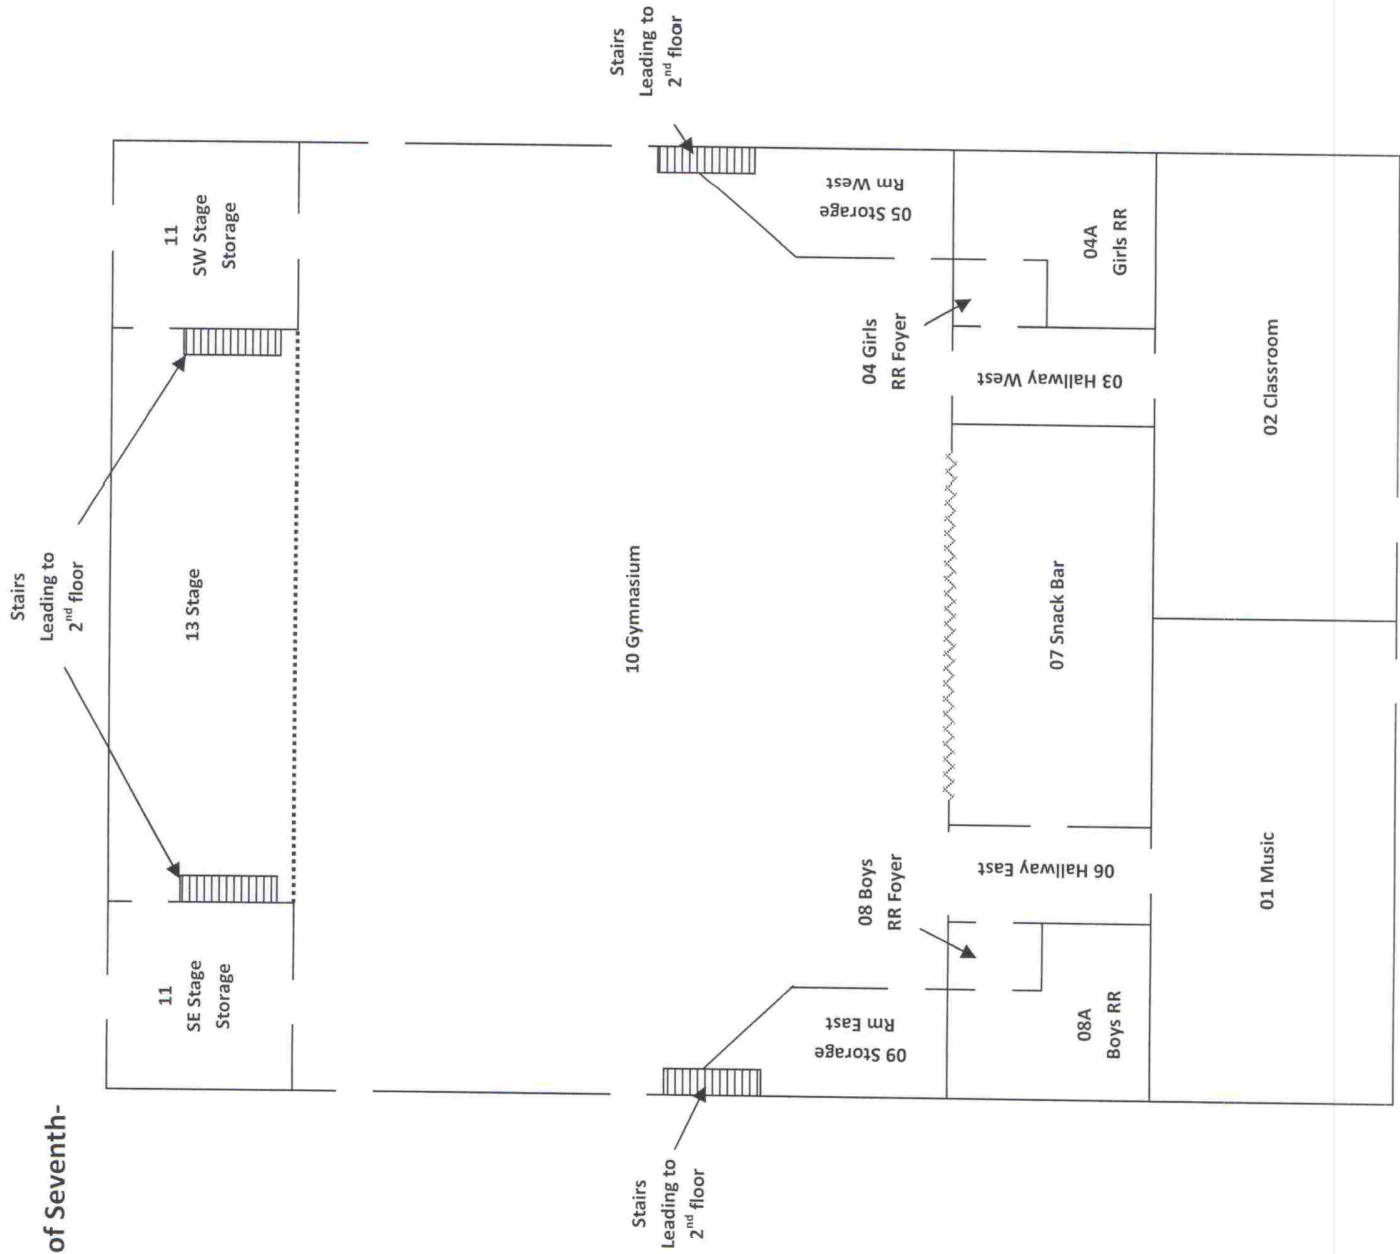 of Seventh-
Stairs
Leading to
2nd floor
Stairs
Leading to
2nd floor
Stairs
Leading to
2nd floor
11
SE Stage
Storage
13 Stage
11
SW Stage
Storage
10 Gymnasium
09 Storage
Rm East
05 Storage
Rm West
08 Boys
RR Foyer
04 Girls
RR Foyer
08A
Boys RR
06 Hallway East
07 Snack Bar
03 Hallway West
04A
Girls RR
01 Music
02 Classroom